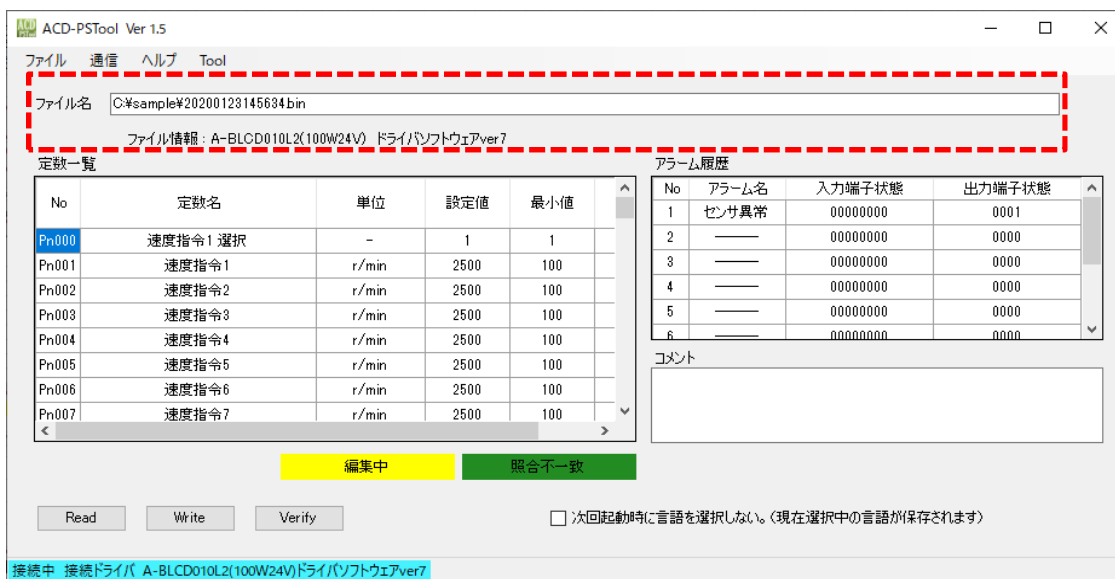 ACD-PSTool Ver 1.5
ファイル 通信 ヘルプ Tool
ファイル名 C:¥sample¥20200123145634.bin
ファイル情報 : A-BLCD010L2(100W24V) ドライバソフトウェアver7
定数一覧
No 定数名 単位 設定値 最小値
Pn000 速度指令1 選択 - 1 1
Pn001 速度指令1 r/min 2500 100
Pn002 速度指令2 r/min 2500 100
Pn003 速度指令3 r/min 2500 100
Pn004 速度指令4 r/min 2500 100
Pn005 速度指令5 r/min 2500 100
Pn006 速度指令6 r/min 2500 100
Pn007 速度指令7 r/min 2500 100
アラーム履歴
No アラーム名 入力端子状態 出力端子状態
1 センサ異常 00000000 0001
2 ――― 00000000 0000
3 ――― 00000000 0000
4 ――― 00000000 0000
5 ――― 00000000 0000
6 ――― 00000000 0000
コメント
編集中 照合不一致
Read Write Verify 次回起動時に言語を選択しない。(現在選択中の言語が保存されます)
接続中 接続ドライバ A-BLCD010L2(100W24V)ドライバソフトウェアver7